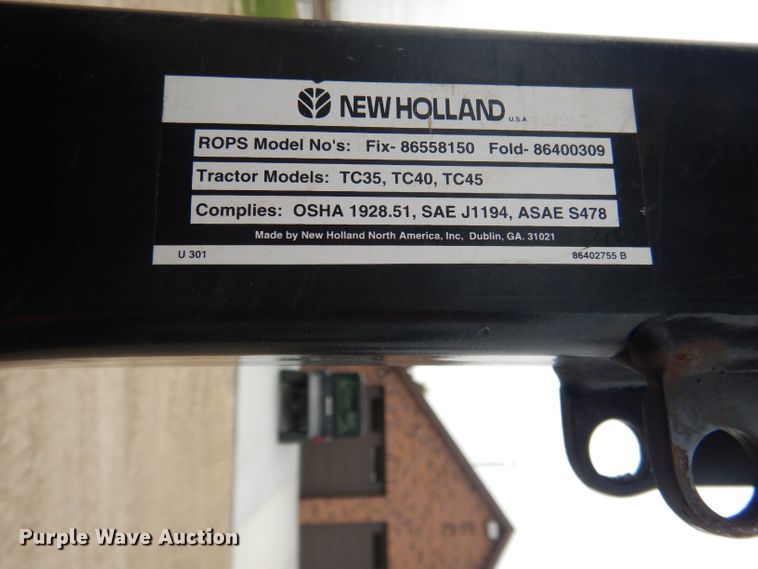 NEW HOLLAND U.S.A.
ROPS Model No's: Fix- 86558150 Fold- 86400309
Tractor Models: TC35, TC40, TC45
Complies: OSHA 1928.51, SAE J1194, ASAE S478
Made by New Holland North America, Inc, Dublin, GA. 31021
U 301 86402755 B
Purple Wave Auction